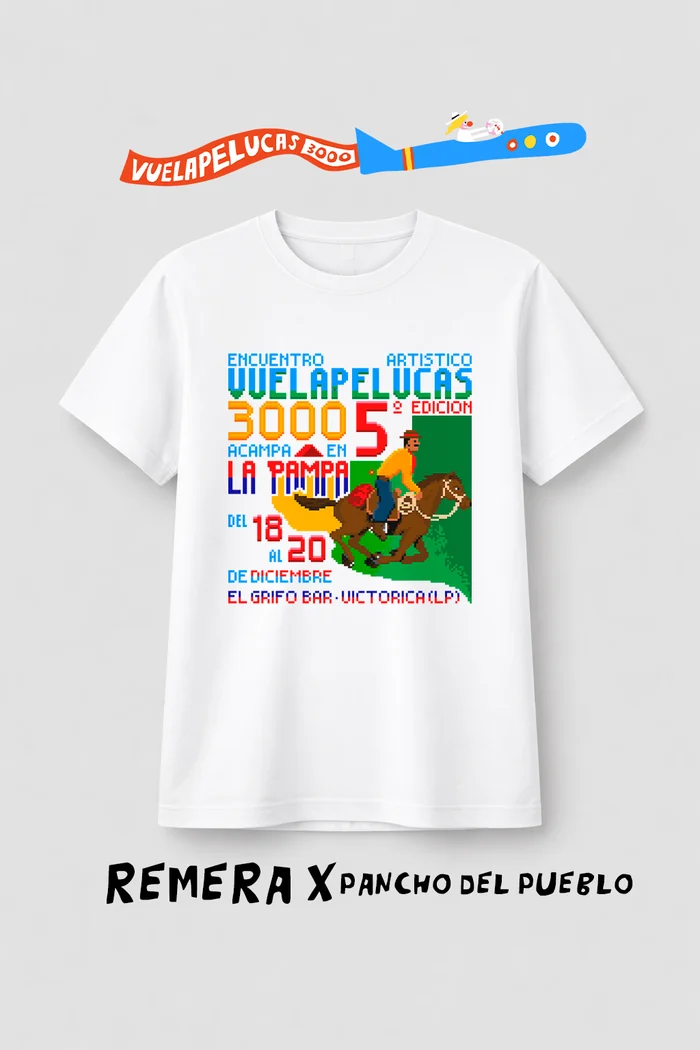 VUELAPELUCAS 3000
ENCUENTRO ARTISTICO
VUELAPELUCAS
3000 5º EDICION
ACAMPA EN
LA PAMPA
DEL 18
AL 20
DE DICIEMBRE
EL GRIFO BAR · VICTORICA (LP)
REMERA X PANCHO DEL PUEBLO